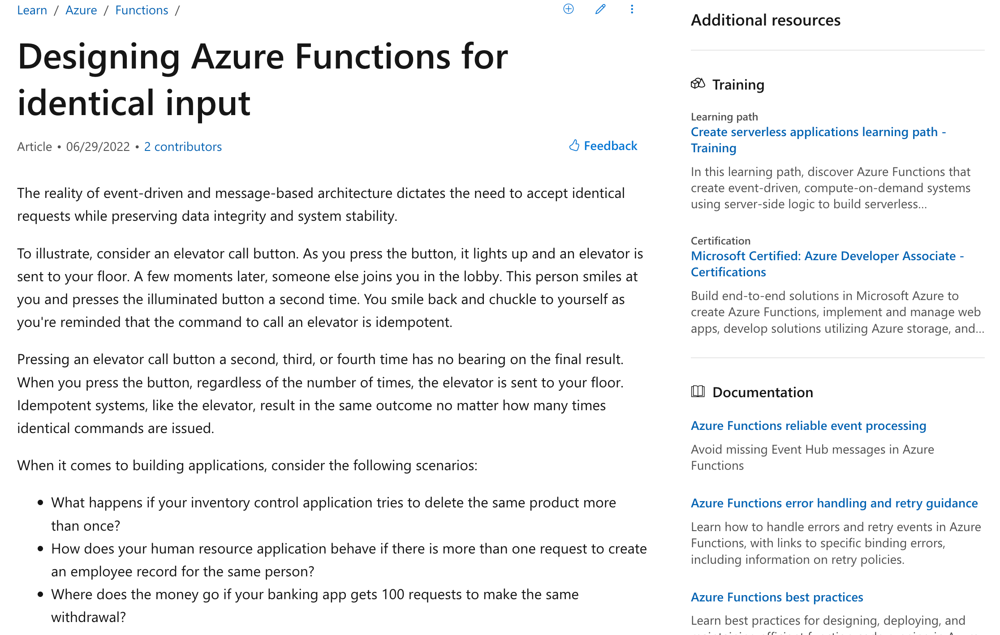 Learn / Azure / Functions /
Designing Azure Functions for
identical input
Article • 06/29/2022 • 2 contributors
Feedback
The reality of event-driven and message-based architecture dictates the need to accept identical
requests while preserving data integrity and system stability.
To illustrate, consider an elevator call button. As you press the button, it lights up and an elevator is
sent to your floor. A few moments later, someone else joins you in the lobby. This person smiles at
you and presses the illuminated button a second time. You smile back and chuckle to yourself as
you're reminded that the command to call an elevator is idempotent.
Pressing an elevator call button a second, third, or fourth time has no bearing on the final result.
When you press the button, regardless of the number of times, the elevator is sent to your floor.
Idempotent systems, like the elevator, result in the same outcome no matter how many times
identical commands are issued.
When it comes to building applications, consider the following scenarios:
• What happens if your inventory control application tries to delete the same product more
than once?
• How does your human resource application behave if there is more than one request to create
an employee record for the same person?
• Where does the money go if your banking app gets 100 requests to make the same
withdrawal?
Additional resources
Training
Learning path
Create serverless applications learning path -
Training
In this learning path, discover Azure Functions that
create event-driven, compute-on-demand systems
using server-side logic to build serverless...
Certification
Microsoft Certified: Azure Developer Associate -
Certifications
Build end-to-end solutions in Microsoft Azure to
create Azure Functions, implement and manage web
apps, develop solutions utilizing Azure storage, and...
Documentation
Azure Functions reliable event processing
Avoid missing Event Hub messages in Azure
Functions
Azure Functions error handling and retry guidance
Learn how to handle errors and retry events in Azure
Functions, with links to specific binding errors,
including information on retry policies.
Azure Functions best practices
Learn best practices for designing, deploying, and